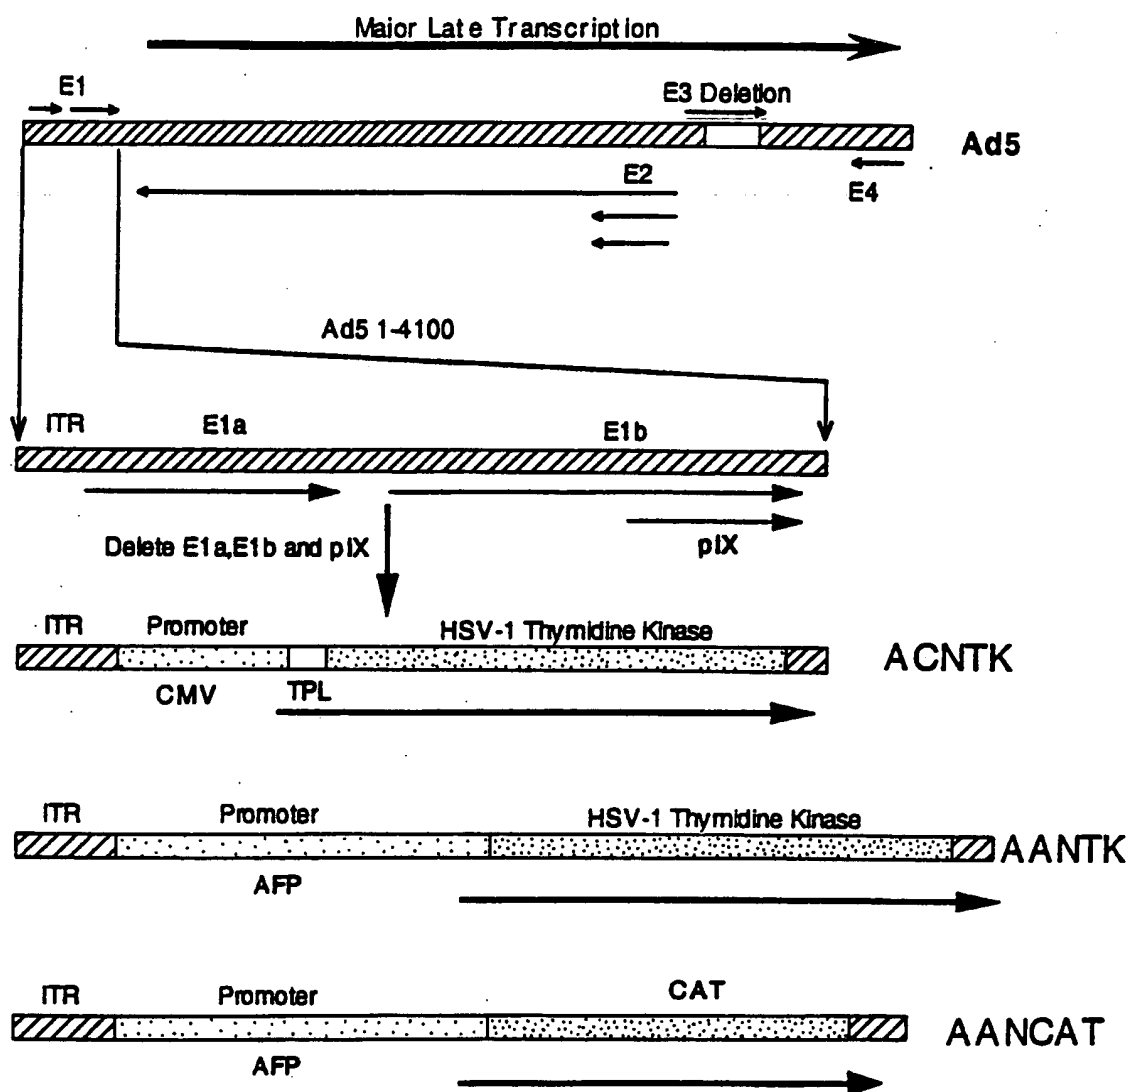 Major Late Transcription
E1
E3 Deletion
Ad5
E2
E4
Ad5 1-4100
ITR
E1a
E1b
Delete E1a,E1b and pIX
pIX
ITR
Promoter
HSV-1 Thymidine Kinase
ACNTK
CMV
TPL
ITR
Promoter
HSV-1 Thymidine Kinase
AANTK
AFP
ITR
Promoter
CAT
AANCAT
AFP